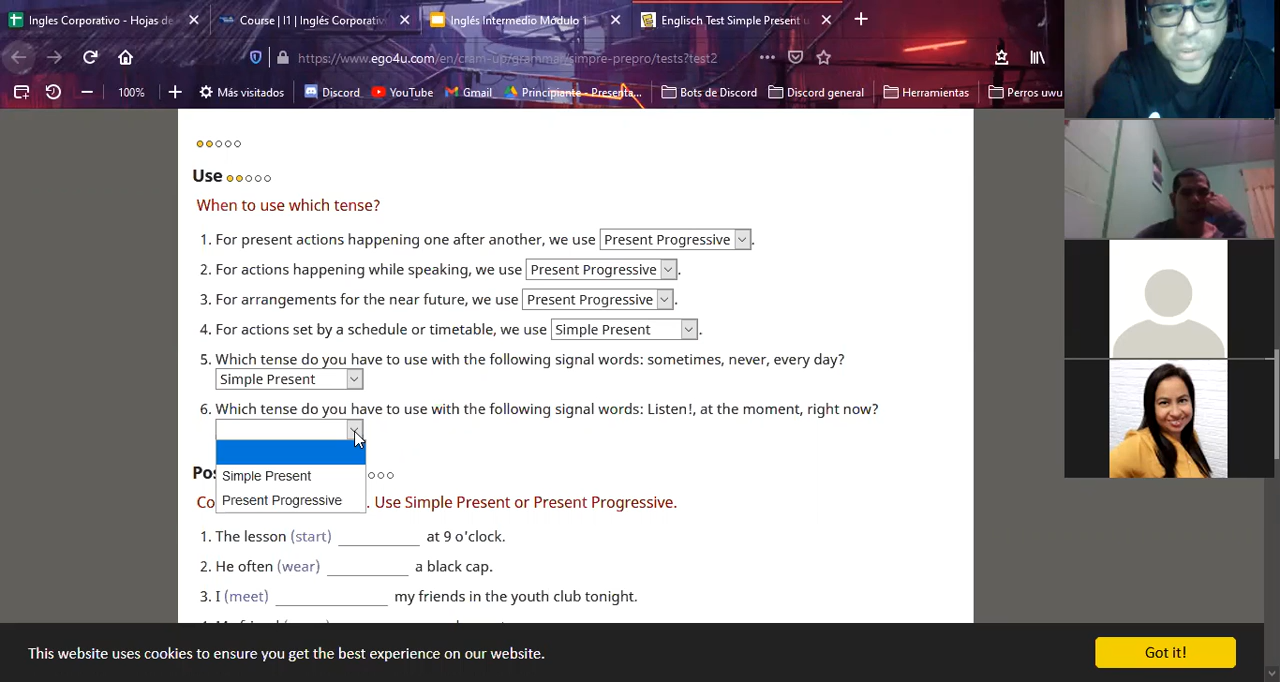 Ingles Corporativo - Hojas de
Course | I1 | Inglés Corporativ
Inglés Intermedio Módulo 1
Englisch Test Simple Present u
https://www.ego4u.com/en/cram-up/grammar/simpre-prepro/tests?test2
100%
Más visitados
Discord
YouTube
Gmail
Principiante - Presenta...
Bots de Discord
Discord general
Herramientas
Perros uwu
Use
When to use which tense?
1. For present actions happening one after another, we use Present Progressive.
2. For actions happening while speaking, we use Present Progressive.
3. For arrangements for the near future, we use Present Progressive.
4. For actions set by a schedule or timetable, we use Simple Present.
5. Which tense do you have to use with the following signal words: sometimes, never, every day?
Simple Present
6. Which tense do you have to use with the following signal words: Listen!, at the moment, right now?
Simple Present
Present Progressive
Pos
Co . Use Simple Present or Present Progressive.
1. The lesson (start) at 9 o'clock.
2. He often (wear) a black cap.
3. I (meet) my friends in the youth club tonight.
This website uses cookies to ensure you get the best experience on our website.
Got it!